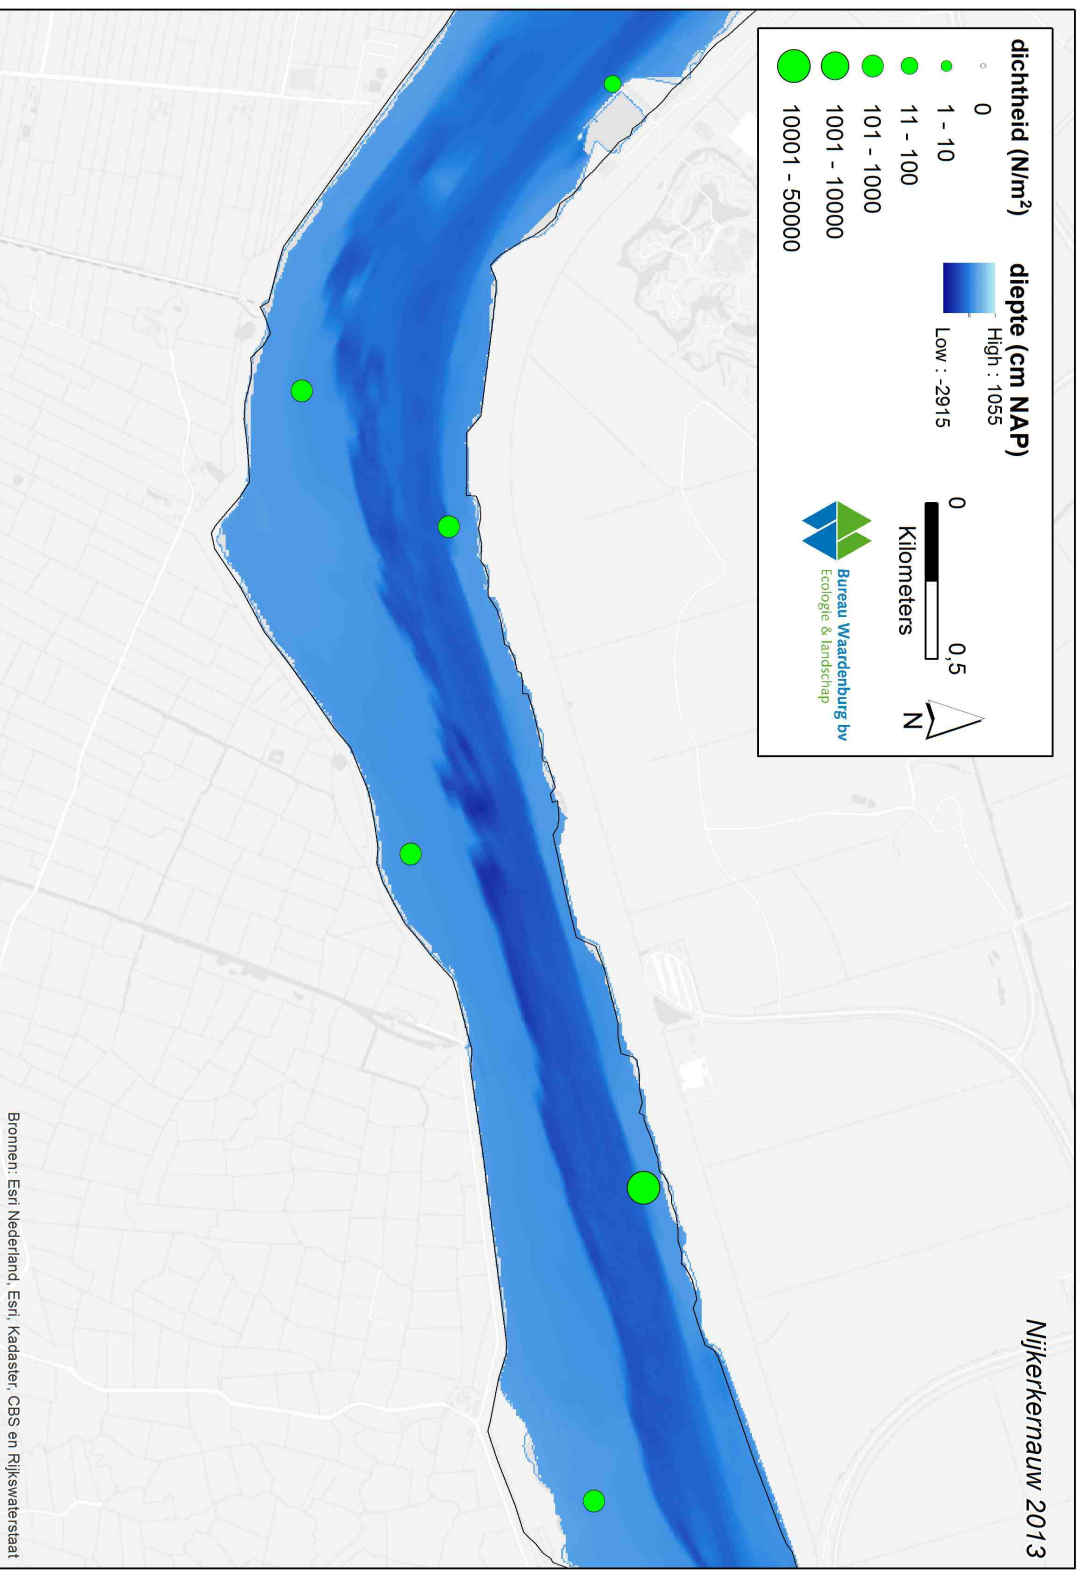 Nijkerkernauw 2013
dichtheid (N/m²)
0
1 - 10
11 - 100
101 - 1000
1001 - 10000
10001 - 50000
diepte (cm NAP)
High : 1055
Low : -2915
0 0,5
Kilometers
N
Bureau Waardenburg bv
Ecologie & landschap
Bronnen: Esri Nederland, Esri, Kadaster, CBS en Rijkswaterstaat